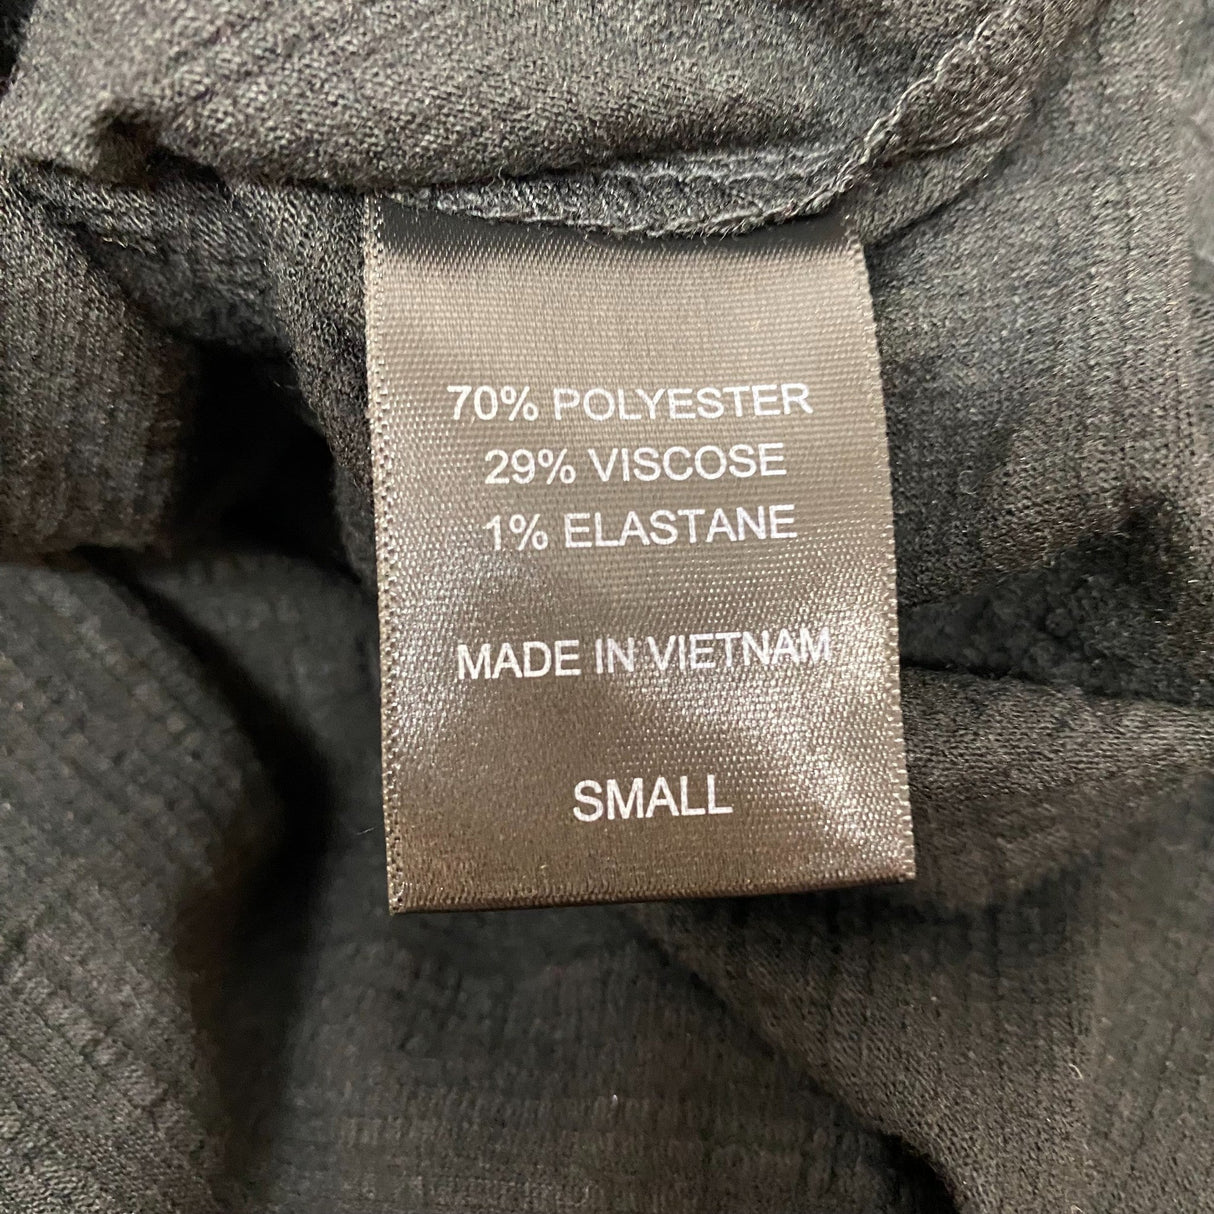 70% POLYESTER
29% VISCOSE
1% ELASTANE
MADE IN VIETNAM
SMALL